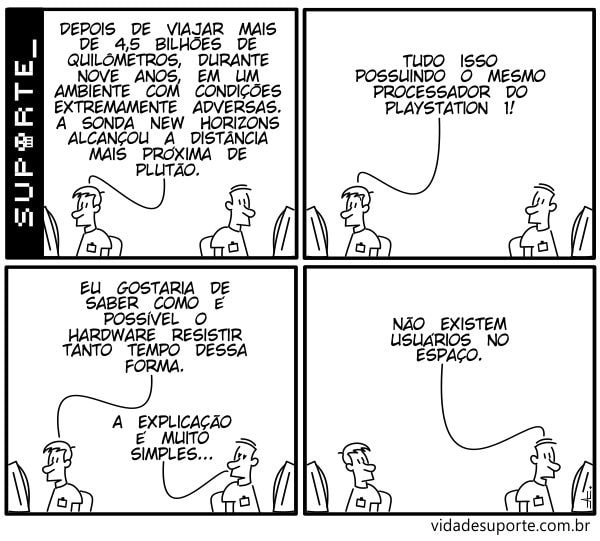 SUPORTE_
DEPOIS DE VIAJAR MAIS
DE 4,5 BILHÕES DE
QUILÔMETROS, DURANTE
NOVE ANOS, EM UM
AMBIENTE COM CONDIÇÕES
EXTREMAMENTE ADVERSAS.
A SONDA NEW HORIZONS
ALCANÇOU A DISTÂNCIA
MAIS PRÓXIMA DE
PLUTÃO.
TUDO ISSO
POSSUINDO O MESMO
PROCESSADOR DO
PLAYSTATION 1!
EU GOSTARIA DE
SABER COMO É
POSSÍVEL O
HARDWARE RESISTIR
TANTO TEMPO DESSA
FORMA.
A EXPLICAÇÃO
É MUITO
SIMPLES...
NÃO EXISTEM
USUÁRIOS NO
ESPAÇO.
vidadesuporte.com.br